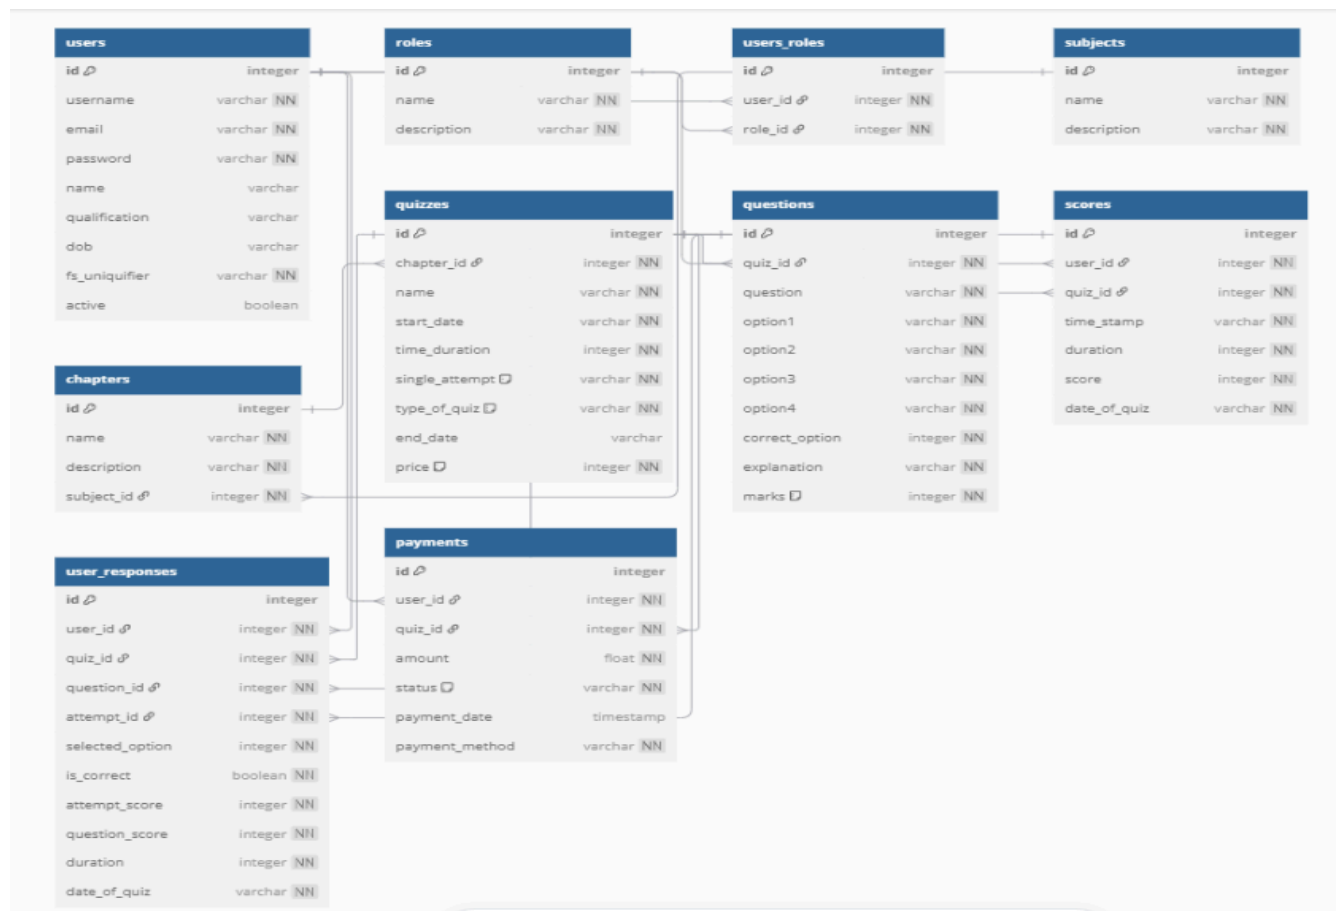 users
id integer
username varchar NN
email varchar NN
password varchar NN
name varchar
qualification varchar
dob varchar
fs_uniquifier varchar NN
active boolean
roles
id integer
name varchar NN
description varchar NN
users_roles
id integer
user_id integer NN
role_id integer NN
subjects
id integer
name varchar NN
description varchar NN
quizzes
id integer
chapter_id integer NN
name varchar NN
start_date varchar NN
time_duration integer NN
single_attempt varchar NN
type_of_quiz varchar NN
end_date varchar
price integer NN
questions
id integer
quiz_id integer NN
question varchar NN
option1 varchar NN
option2 varchar NN
option3 varchar NN
option4 varchar NN
correct_option integer NN
explanation varchar NN
marks integer NN
scores
id integer
user_id integer NN
quiz_id integer NN
time_stamp varchar NN
duration integer NN
score integer NN
date_of_quiz varchar NN
chapters
id integer
name varchar NN
description varchar NN
subject_id integer NN
payments
id integer
user_id integer NN
quiz_id integer NN
amount float NN
status varchar NN
payment_date timestamp
payment_method varchar NN
user_responses
id integer
user_id integer NN
quiz_id integer NN
question_id integer NN
attempt_id integer NN
selected_option integer NN
is_correct boolean NN
attempt_score integer NN
question_score integer NN
duration integer NN
date_of_quiz varchar NN